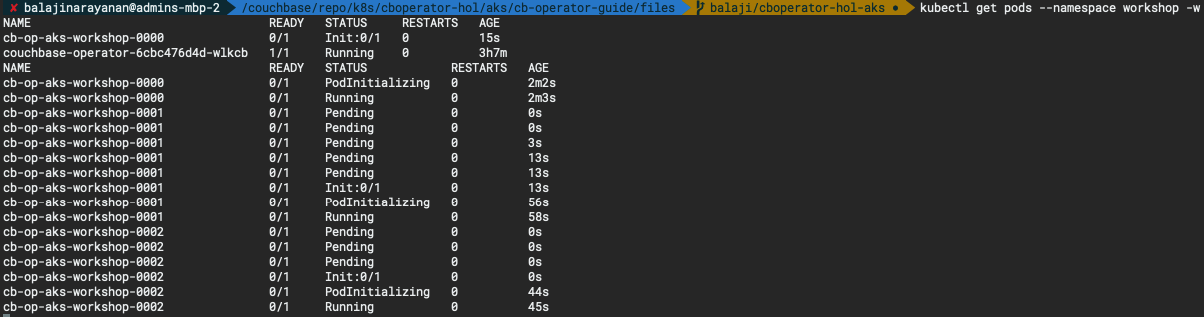 ✘ balajinarayanan@admins-mbp-2 /couchbase/repo/k8s/cboperator-hol/aks/cb-operator-guide/files balaji/cboperator-hol-aks ● kubectl get pods --namespace workshop -w
NAME READY STATUS RESTARTS AGE
cb-op-aks-workshop-0000 0/1 Init:0/1 0 15s
couchbase-operator-6cbc476d4d-wlkcb 1/1 Running 0 3h7m
NAME READY STATUS RESTARTS AGE
cb-op-aks-workshop-0000 0/1 PodInitializing 0 2m2s
cb-op-aks-workshop-0000 0/1 Running 0 2m3s
cb-op-aks-workshop-0001 0/1 Pending 0 0s
cb-op-aks-workshop-0001 0/1 Pending 0 0s
cb-op-aks-workshop-0001 0/1 Pending 0 3s
cb-op-aks-workshop-0001 0/1 Pending 0 13s
cb-op-aks-workshop-0001 0/1 Pending 0 13s
cb-op-aks-workshop-0001 0/1 Init:0/1 0 13s
cb-op-aks-workshop-0001 0/1 PodInitializing 0 56s
cb-op-aks-workshop-0001 0/1 Running 0 58s
cb-op-aks-workshop-0002 0/1 Pending 0 0s
cb-op-aks-workshop-0002 0/1 Pending 0 0s
cb-op-aks-workshop-0002 0/1 Pending 0 0s
cb-op-aks-workshop-0002 0/1 Init:0/1 0 0s
cb-op-aks-workshop-0002 0/1 PodInitializing 0 44s
cb-op-aks-workshop-0002 0/1 Running 0 45s